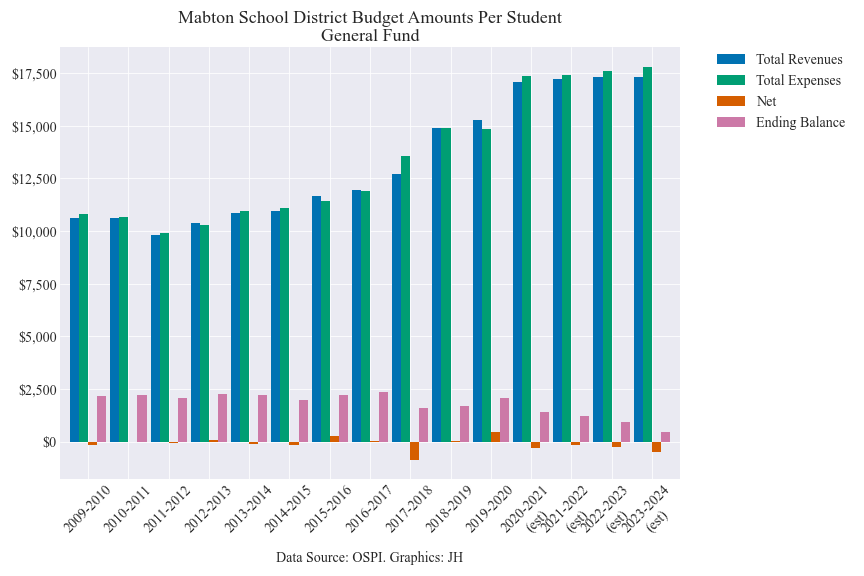 Mabton School District Budget Amounts Per Student
General Fund
Total Revenues
Total Expenses
Net
Ending Balance
$17,500
$15,000
$12,500
$10,000
$7,500
$5,000
$2,500
$0
2009-2010
2010-2011
2011-2012
2012-2013
2013-2014
2014-2015
2015-2016
2016-2017
2017-2018
2018-2019
2019-2020
2020-2021
(est)
2021-2022
(est)
2022-2023
(est)
2023-2024
(est)
Data Source: OSPI. Graphics: JH